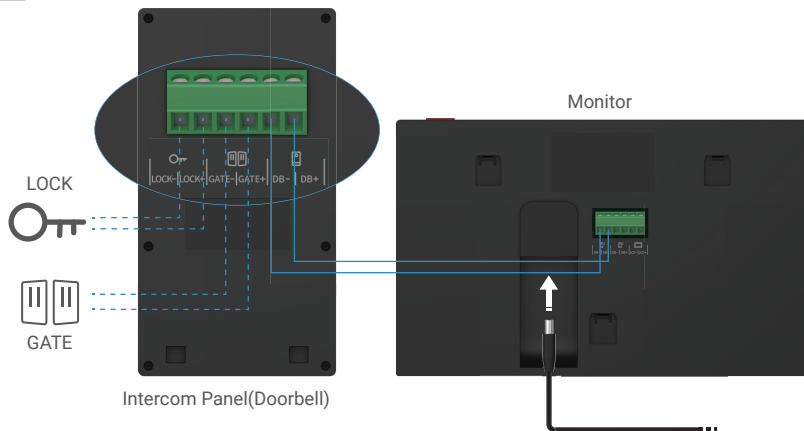 Monitor
LOCK- LOCK+ GATE- GATE+ DB- DB+
LOCK
GATE
Intercom Panel(Doorbell)